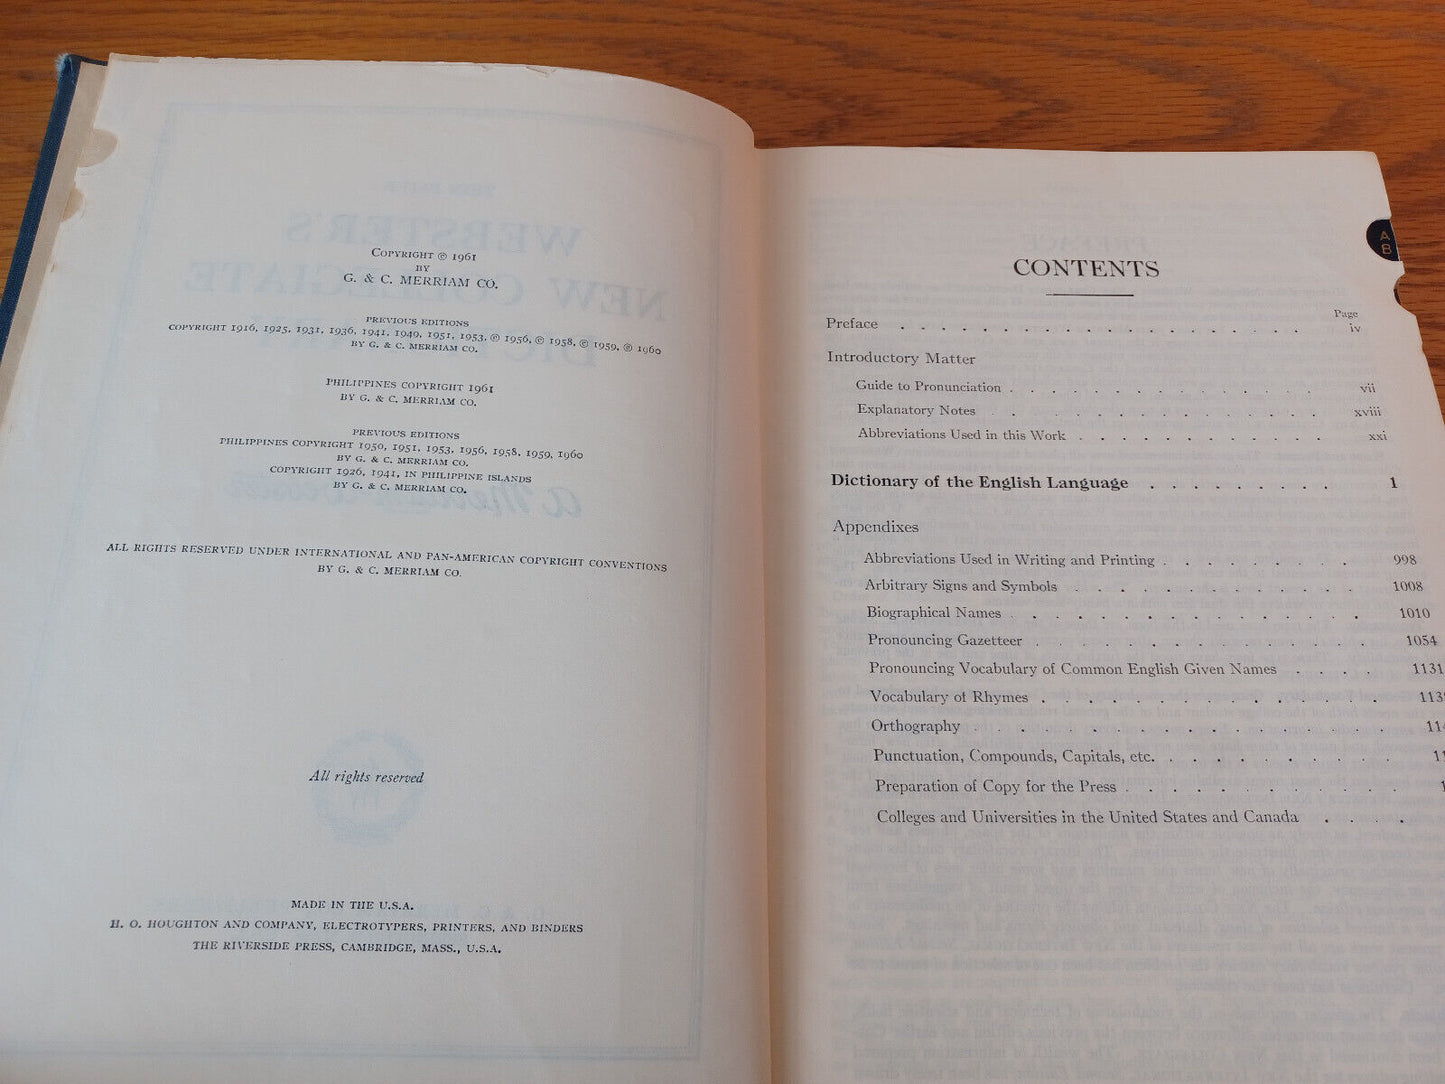 COPYRIGHT © 1961
BY
G. & C. MERRIAM CO.
PREVIOUS EDITIONS
COPYRIGHT 1916, 1925, 1931, 1936, 1941, 1949, 1951, 1953, © 1956, © 1958, © 1959, © 1960
BY G. & C. MERRIAM CO.
PHILIPPINES COPYRIGHT 1961
BY G. & C. MERRIAM CO.
PREVIOUS EDITIONS
PHILIPPINES COPYRIGHT 1950, 1951, 1953, 1956, 1958, 1959, 1960
BY G. & C. MERRIAM CO.
COPYRIGHT 1926, 1941, IN PHILIPPINE ISLANDS
BY G. & C. MERRIAM CO.
ALL RIGHTS RESERVED UNDER INTERNATIONAL AND PAN-AMERICAN COPYRIGHT CONVENTIONS
BY G. & C. MERRIAM CO.
All rights reserved
MADE IN THE U.S.A.
H. O. HOUGHTON AND COMPANY, ELECTROTYPERS, PRINTERS, AND BINDERS
THE RIVERSIDE PRESS, CAMBRIDGE, MASS., U.S.A.
A
B
CONTENTS
Page
Preface . . . . . . . . . . . . . . . iv
Introductory Matter
Guide to Pronunciation . . . . . . . . . . . . vii
Explanatory Notes . . . . . . . . . . . . . xviii
Abbreviations Used in this Work . . . . . . . . . . xxi
Dictionary of the English Language . . . . . . . . 1
Appendixes
Abbreviations Used in Writing and Printing . . . . . . . . 998
Arbitrary Signs and Symbols . . . . . . . . . . . 1008
Biographical Names . . . . . . . . . . . . . 1010
Pronouncing Gazetteer . . . . . . . . . . . . 1054
Pronouncing Vocabulary of Common English Given Names . . . . 1131
Vocabulary of Rhymes . . . . . . . . . . . . 113
Orthography . . . . . . . . . . . . . . 114
Punctuation, Compounds, Capitals, etc. . . . . . . . . . 11
Preparation of Copy for the Press . . . . . . . . . . 1
Colleges and Universities in the United States and Canada . . .